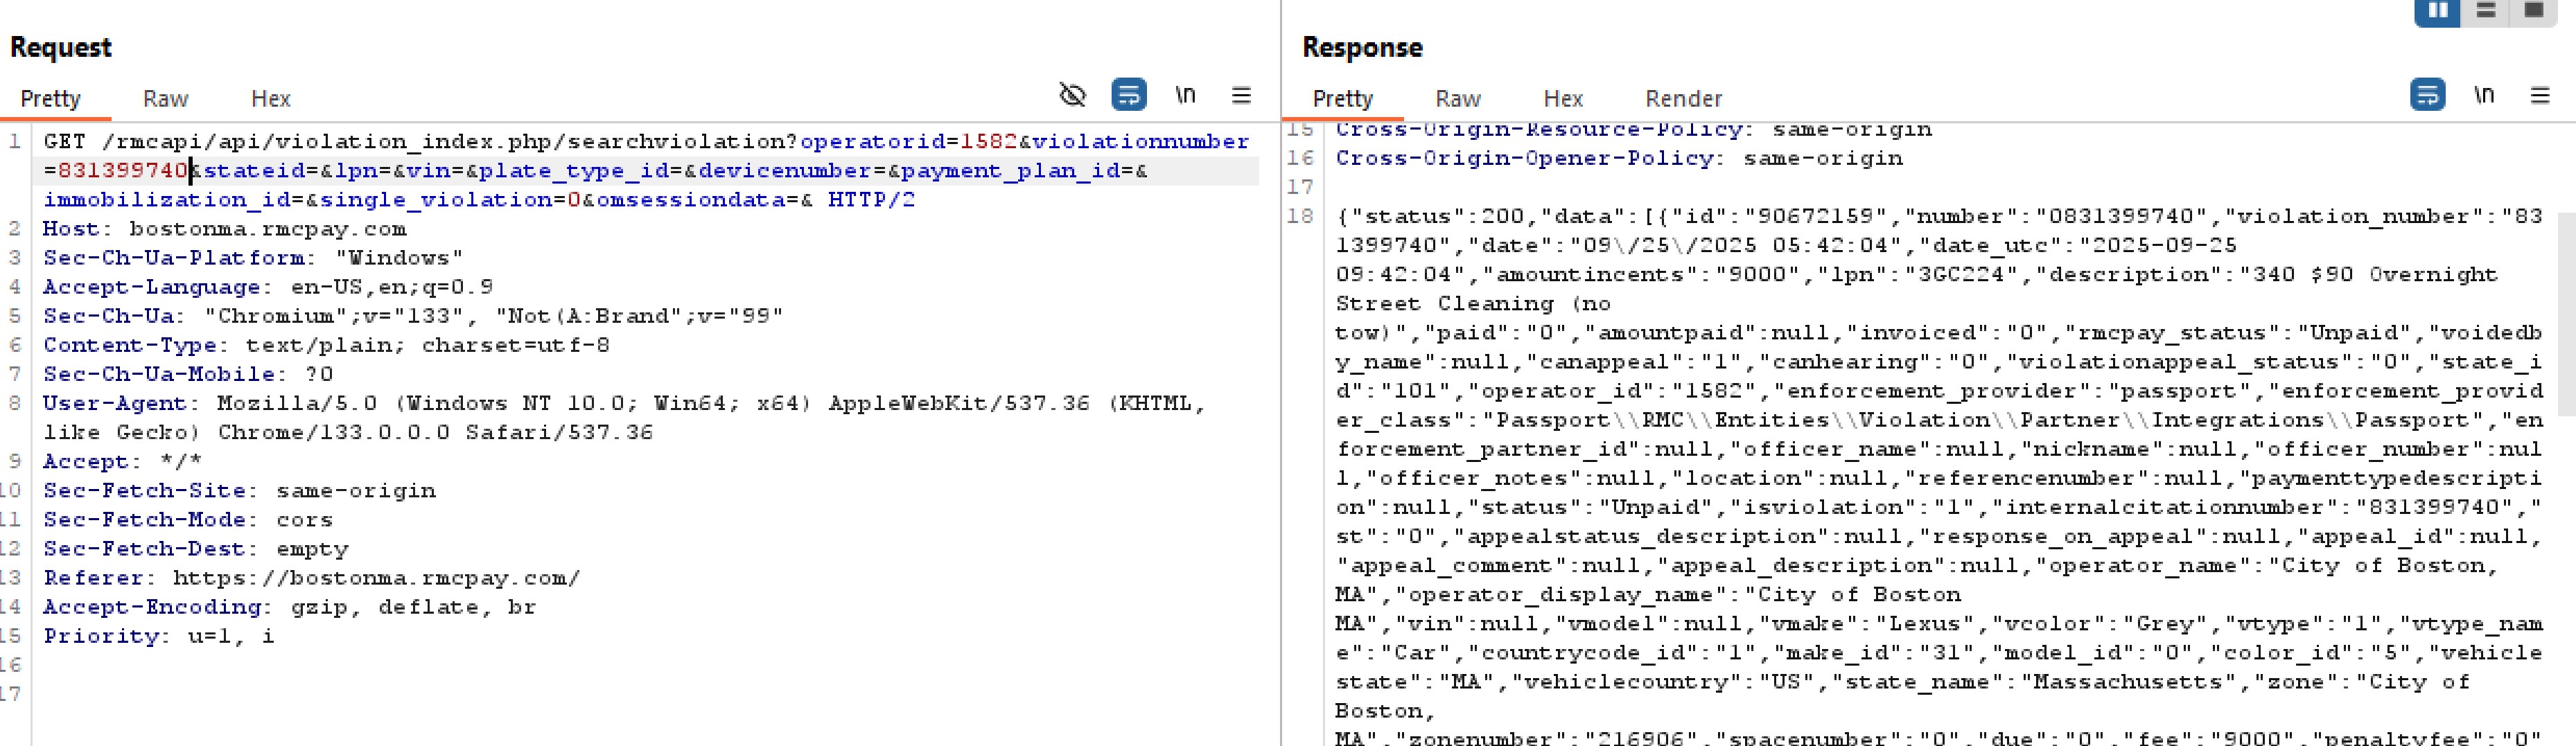 Request
Pretty Raw Hex
\n
1 GET /rmcapi/api/violation_index.php/searchviolation?operatorid=1582&violationnumber
=831399740&stateid=&lpn=&vin=&plate_type_id=&devicenumber=&payment_plan_id=&
immobilization_id=&single_violation=0&omsessiondata=& HTTP/2
2 Host: bostonma.rmcpay.com
3 Sec-Ch-Ua-Platform: "Windows"
4 Accept-Language: en-US,en;q=0.9
5 Sec-Ch-Ua: "Chromium";v="133", "Not(A:Brand";v="99"
6 Content-Type: text/plain; charset=utf-8
7 Sec-Ch-Ua-Mobile: ?0
8 User-Agent: Mozilla/5.0 (Windows NT 10.0; Win64; x64) AppleWebKit/537.36 (KHTML,
like Gecko) Chrome/133.0.0.0 Safari/537.36
9 Accept: */*
10 Sec-Fetch-Site: same-origin
11 Sec-Fetch-Mode: cors
12 Sec-Fetch-Dest: empty
13 Referer: https://bostonma.rmcpay.com/
14 Accept-Encoding: gzip, deflate, br
15 Priority: u=1, i
16
17
Response
Pretty Raw Hex Render
\n
15 Cross-Origin-Resource-Policy: same-origin
16 Cross-Origin-Opener-Policy: same-origin
17
18 {"status":200,"data":[{"id":"90672159","number":"0831399740","violation_number":"83
1399740","date":"09\/25\/2025 05:42:04","date_utc":"2025-09-25
09:42:04","amountincents":"9000","lpn":"3GC224","description":"340 $90 Overnight
Street Cleaning (no
tow)","paid":"0","amountpaid":null,"invoiced":"0","rmcpay_status":"Unpaid","voidedb
y_name":null,"canappeal":"1","canhearing":"0","violationappeal_status":"0","state_i
d":"101","operator_id":"1582","enforcement_provider":"passport","enforcement_provid
er_class":"Passport\\RMC\\Entities\\Violation\\Partner\\Integrations\\Passport","en
forcement_partner_id":null,"officer_name":null,"nickname":null,"officer_number":nul
l,"officer_notes":null,"location":null,"referencenumber":null,"paymenttypedescripti
on":null,"status":"Unpaid","isviolation":"1","internalcitationnumber":"831399740","
st":"0","appealstatus_description":null,"response_on_appeal":null,"appeal_id":null,
"appeal_comment":null,"appeal_description":null,"operator_name":"City of Boston,
MA","operator_display_name":"City of Boston
MA","vin":null,"vmodel":null,"vmake":"Lexus","vcolor":"Grey","vtype":"1","vtype_nam
e":"Car","countrycode_id":"1","make_id":"31","model_id":"0","color_id":"5","vehicle
state":"MA","vehiclecountry":"US","state_name":"Massachusetts","zone":"City of
Boston,
MA","zonenumber":"216906","spacenumber":"0","due":"0","fee":"9000","penaltyfee":"0"